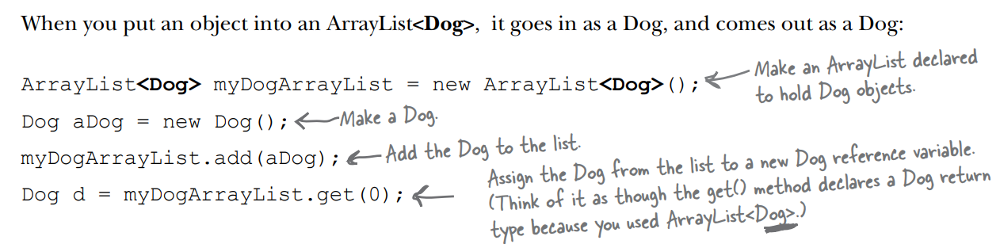 When you put an object into an ArrayList<Dog>, it goes in as a Dog, and comes out as a Dog:
ArrayList<Dog> myDogArrayList = new ArrayList<Dog>();
Make an ArrayList declared
to hold Dog objects.
Dog aDog = new Dog();
Make a Dog.
myDogArrayList.add(aDog);
Add the Dog to the list.
Dog d = myDogArrayList.get(0);
Assign the Dog from the list to a new Dog reference variable.
(Think of it as though the get() method declares a Dog return
type because you used ArrayList<Dog>.)